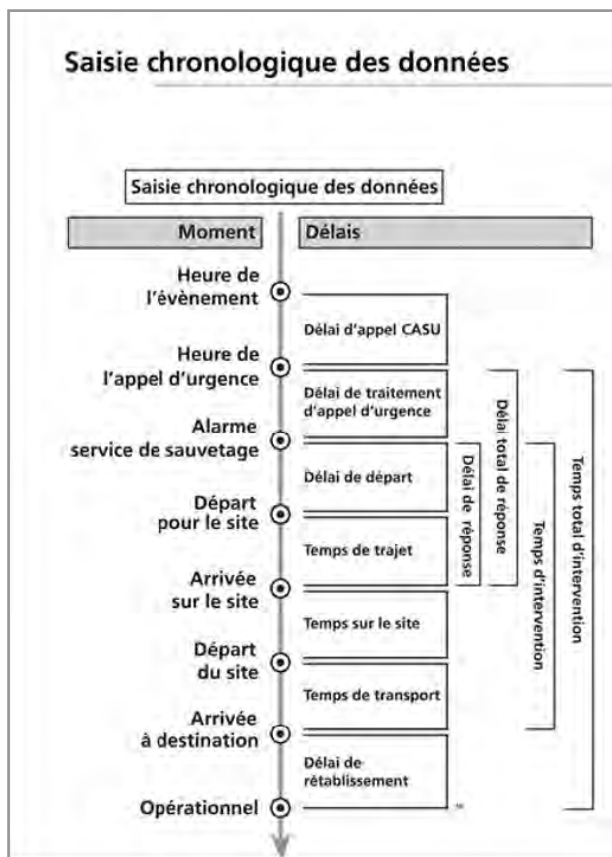 Saisie chronologique des données
Saisie chronologique des données
Moment
Délais
Heure de
l'évènement
Délai d'appel CASU
Heure de
l'appel d'urgence
Délai de traitement
d'appel d'urgence
Alarme
service de sauvetage
Délai de départ
Départ
pour le site
Temps de trajet
Arrivée
sur le site
Temps sur le site
Départ
du site
Temps de transport
Arrivée
à destination
Délai de
rétablissement
Opérationnel
Délai de réponse
Délai total de réponse
Temps d'intervention
Temps total d'intervention